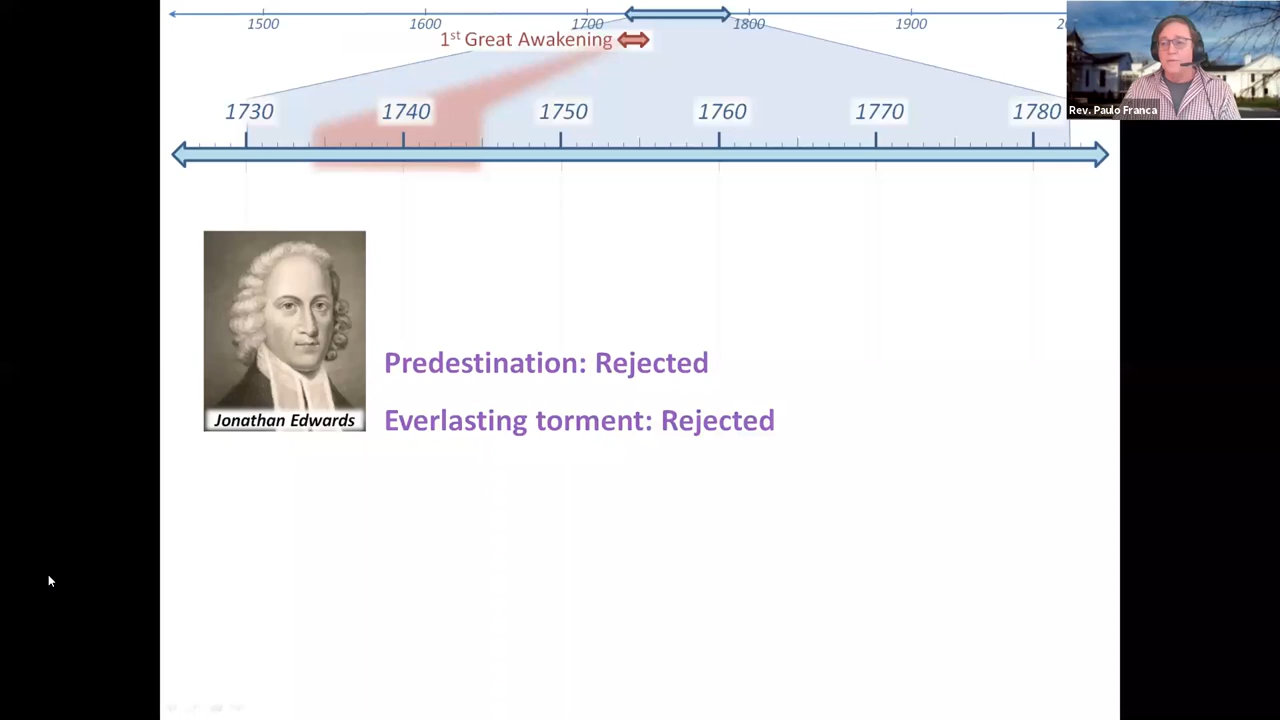 1500 1600 1700 1800 1900
1st Great Awakening
Rev. Paulo Franca
1730 1740 1750 1760 1770 1780
Predestination: Rejected
Jonathan Edwards
Everlasting torment: Rejected